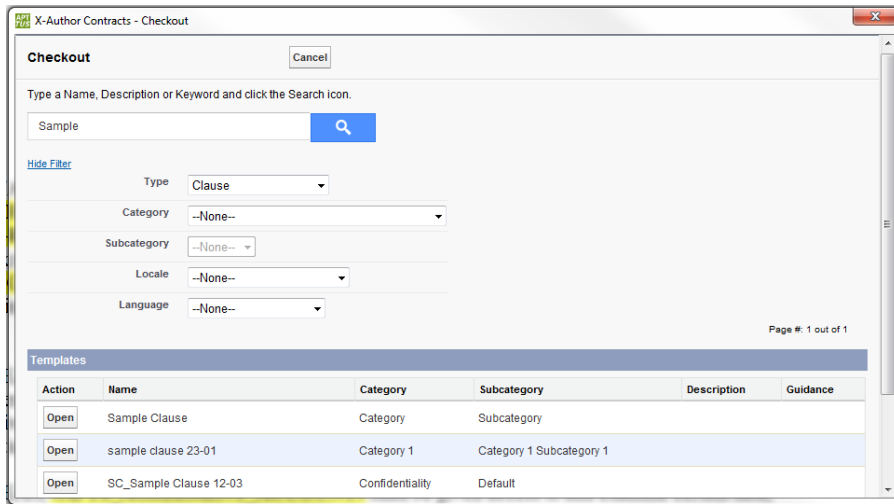 APT TUS X-Author Contracts - Checkout
Checkout Cancel
Type a Name, Description or Keyword and click the Search icon.
Sample
Hide Filter
Type Clause
Category --None--
Subcategory --None--
Locale --None--
Language --None--
Page #: 1 out of 1
Templates
Action Name Category Subcategory Description Guidance
Open Sample Clause Category Subcategory
Open sample clause 23-01 Category 1 Category 1 Subcategory 1
Open SC_Sample Clause 12-03 Confidentiality Default